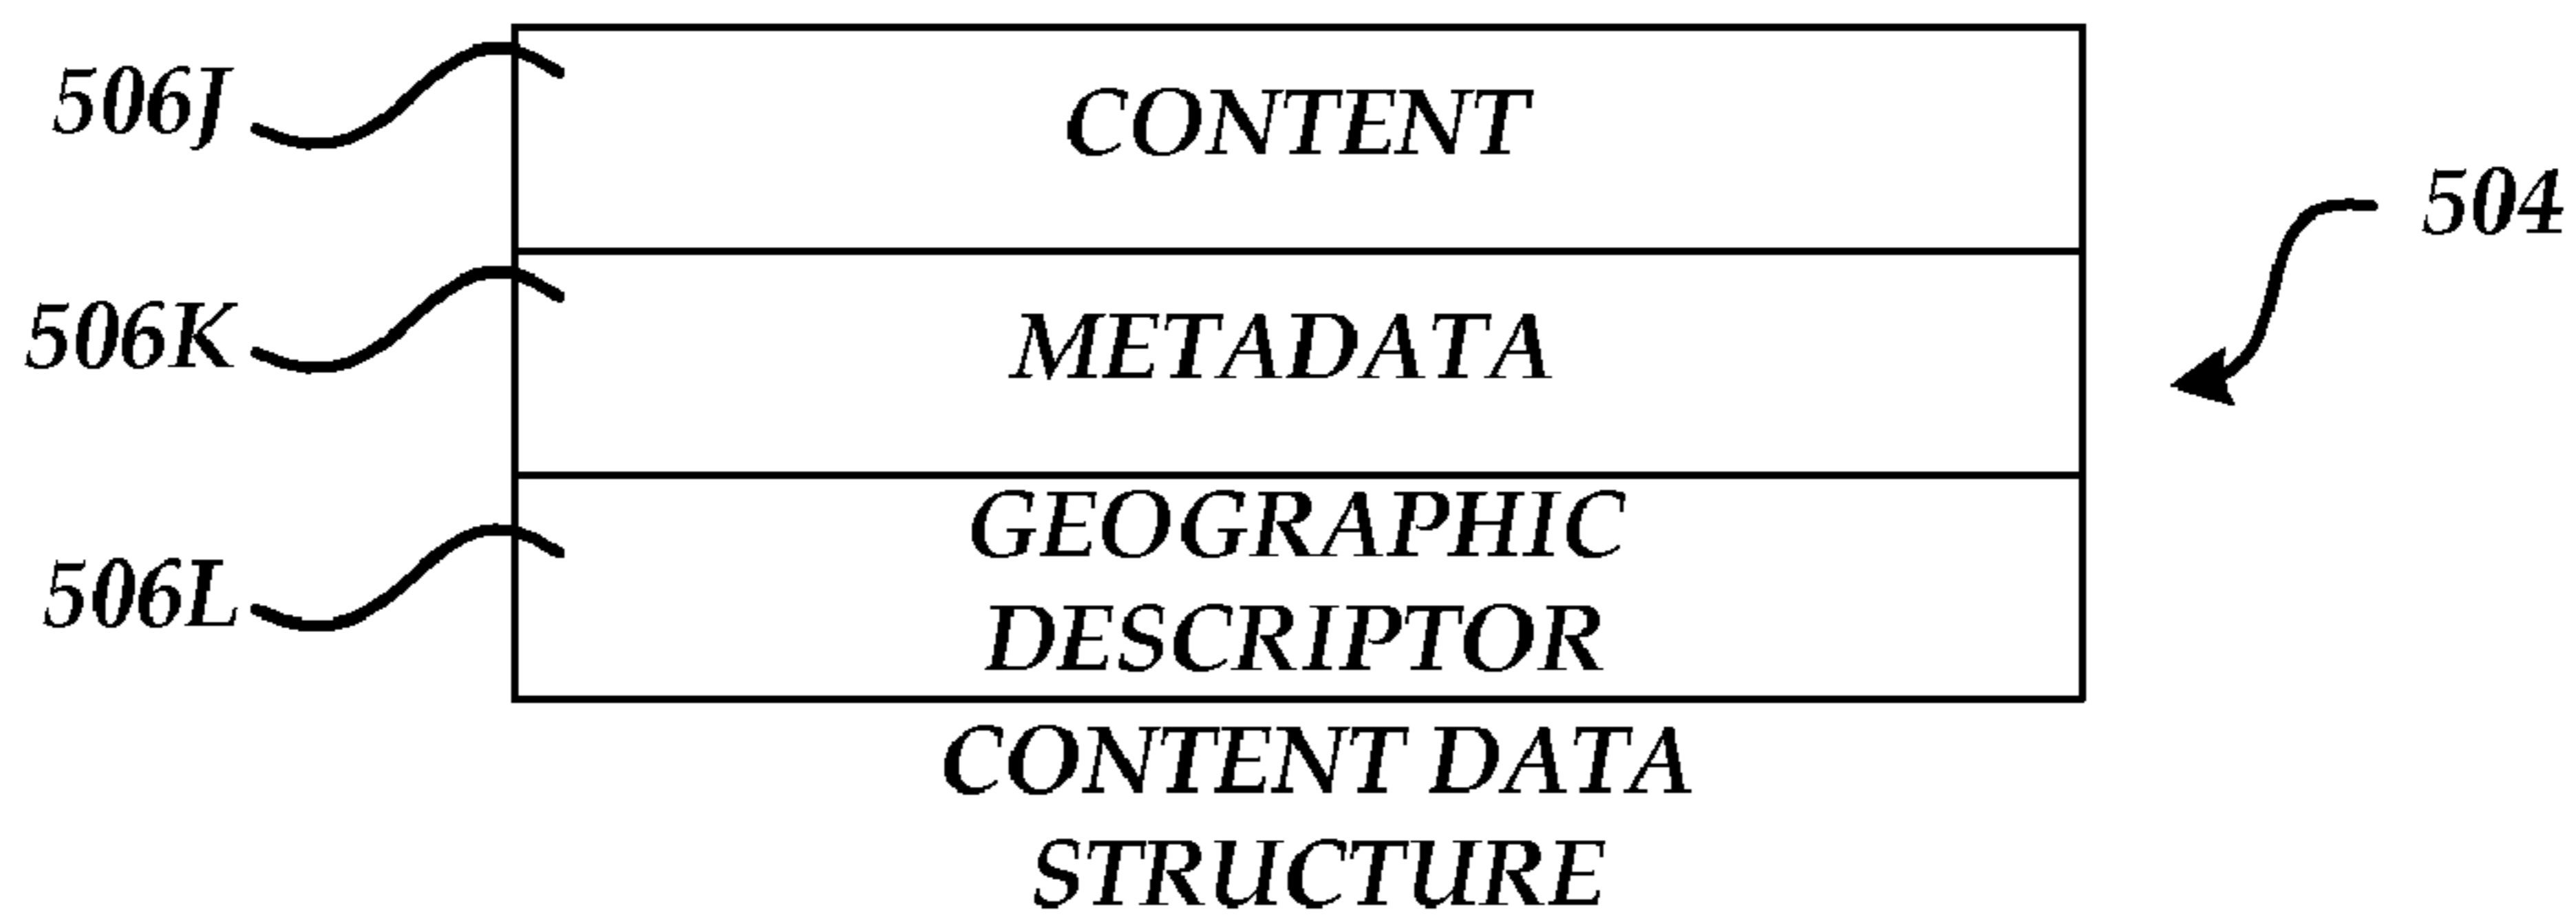 506J
CONTENT
504
506K
METADATA
506L
GEOGRAPHIC
DESCRIPTOR
CONTENT DATA
STRUCTURE